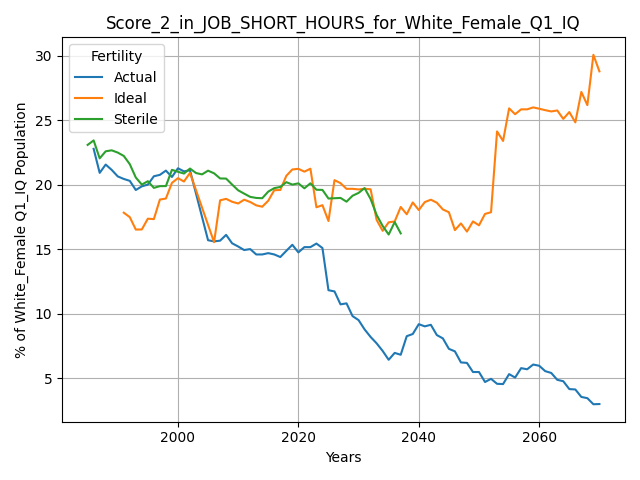 Score_2_in_JOB_SHORT_HOURS_for_White_Female_Q1_IQ
Fertility
Actual
Ideal
Sterile
% of White_Female Q1_IQ Population
30
25
20
15
10
5
2000
2020
2040
2060
Years